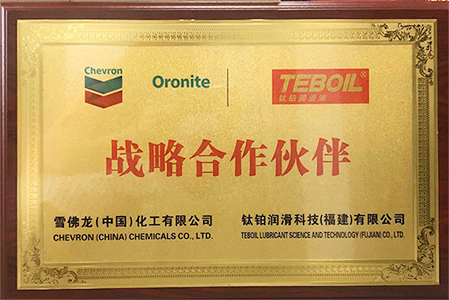 Chevron
Oronite
TEBOIL®
钛铂润滑油
战略合作伙伴
雪佛龙(中国)化工有限公司
CHEVRON (CHINA) CHEMICALS CO., LTD.
钛铂润滑科技(福建)有限公司
TEBOIL LUBRICANT SCIENCE AND TECHNOLOGY (FUJIAN) CO., LTD.